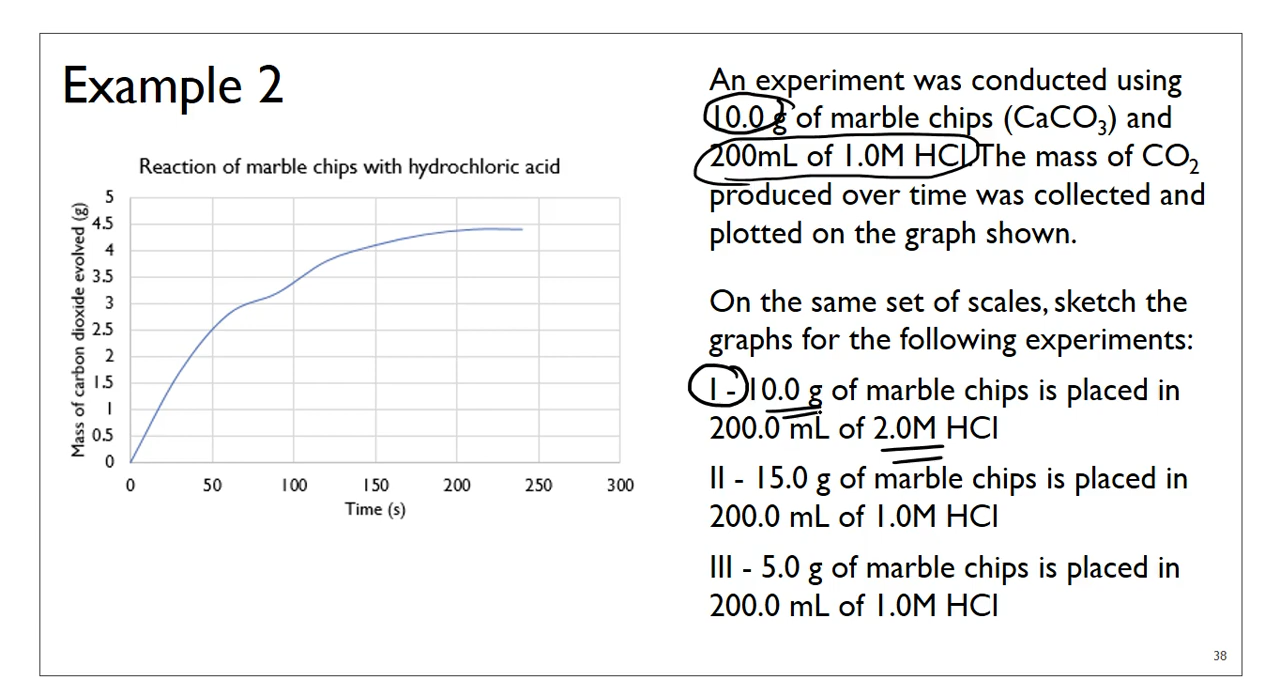 Example 2
Reaction of marble chips with hydrochloric acid
Mass of carbon dioxide evolved (g)
5
4.5
4
3.5
3
2.5
2
1.5
1
0.5
0
0 50 100 150 200 250 300
Time (s)
An experiment was conducted using
10.0 g of marble chips (CaCO₃) and
200mL of 1.0M HCl. The mass of CO₂
produced over time was collected and
plotted on the graph shown.
On the same set of scales, sketch the
graphs for the following experiments:
I - 10.0 g of marble chips is placed in
200.0 mL of 2.0M HCl
II - 15.0 g of marble chips is placed in
200.0 mL of 1.0M HCl
III - 5.0 g of marble chips is placed in
200.0 mL of 1.0M HCl
38